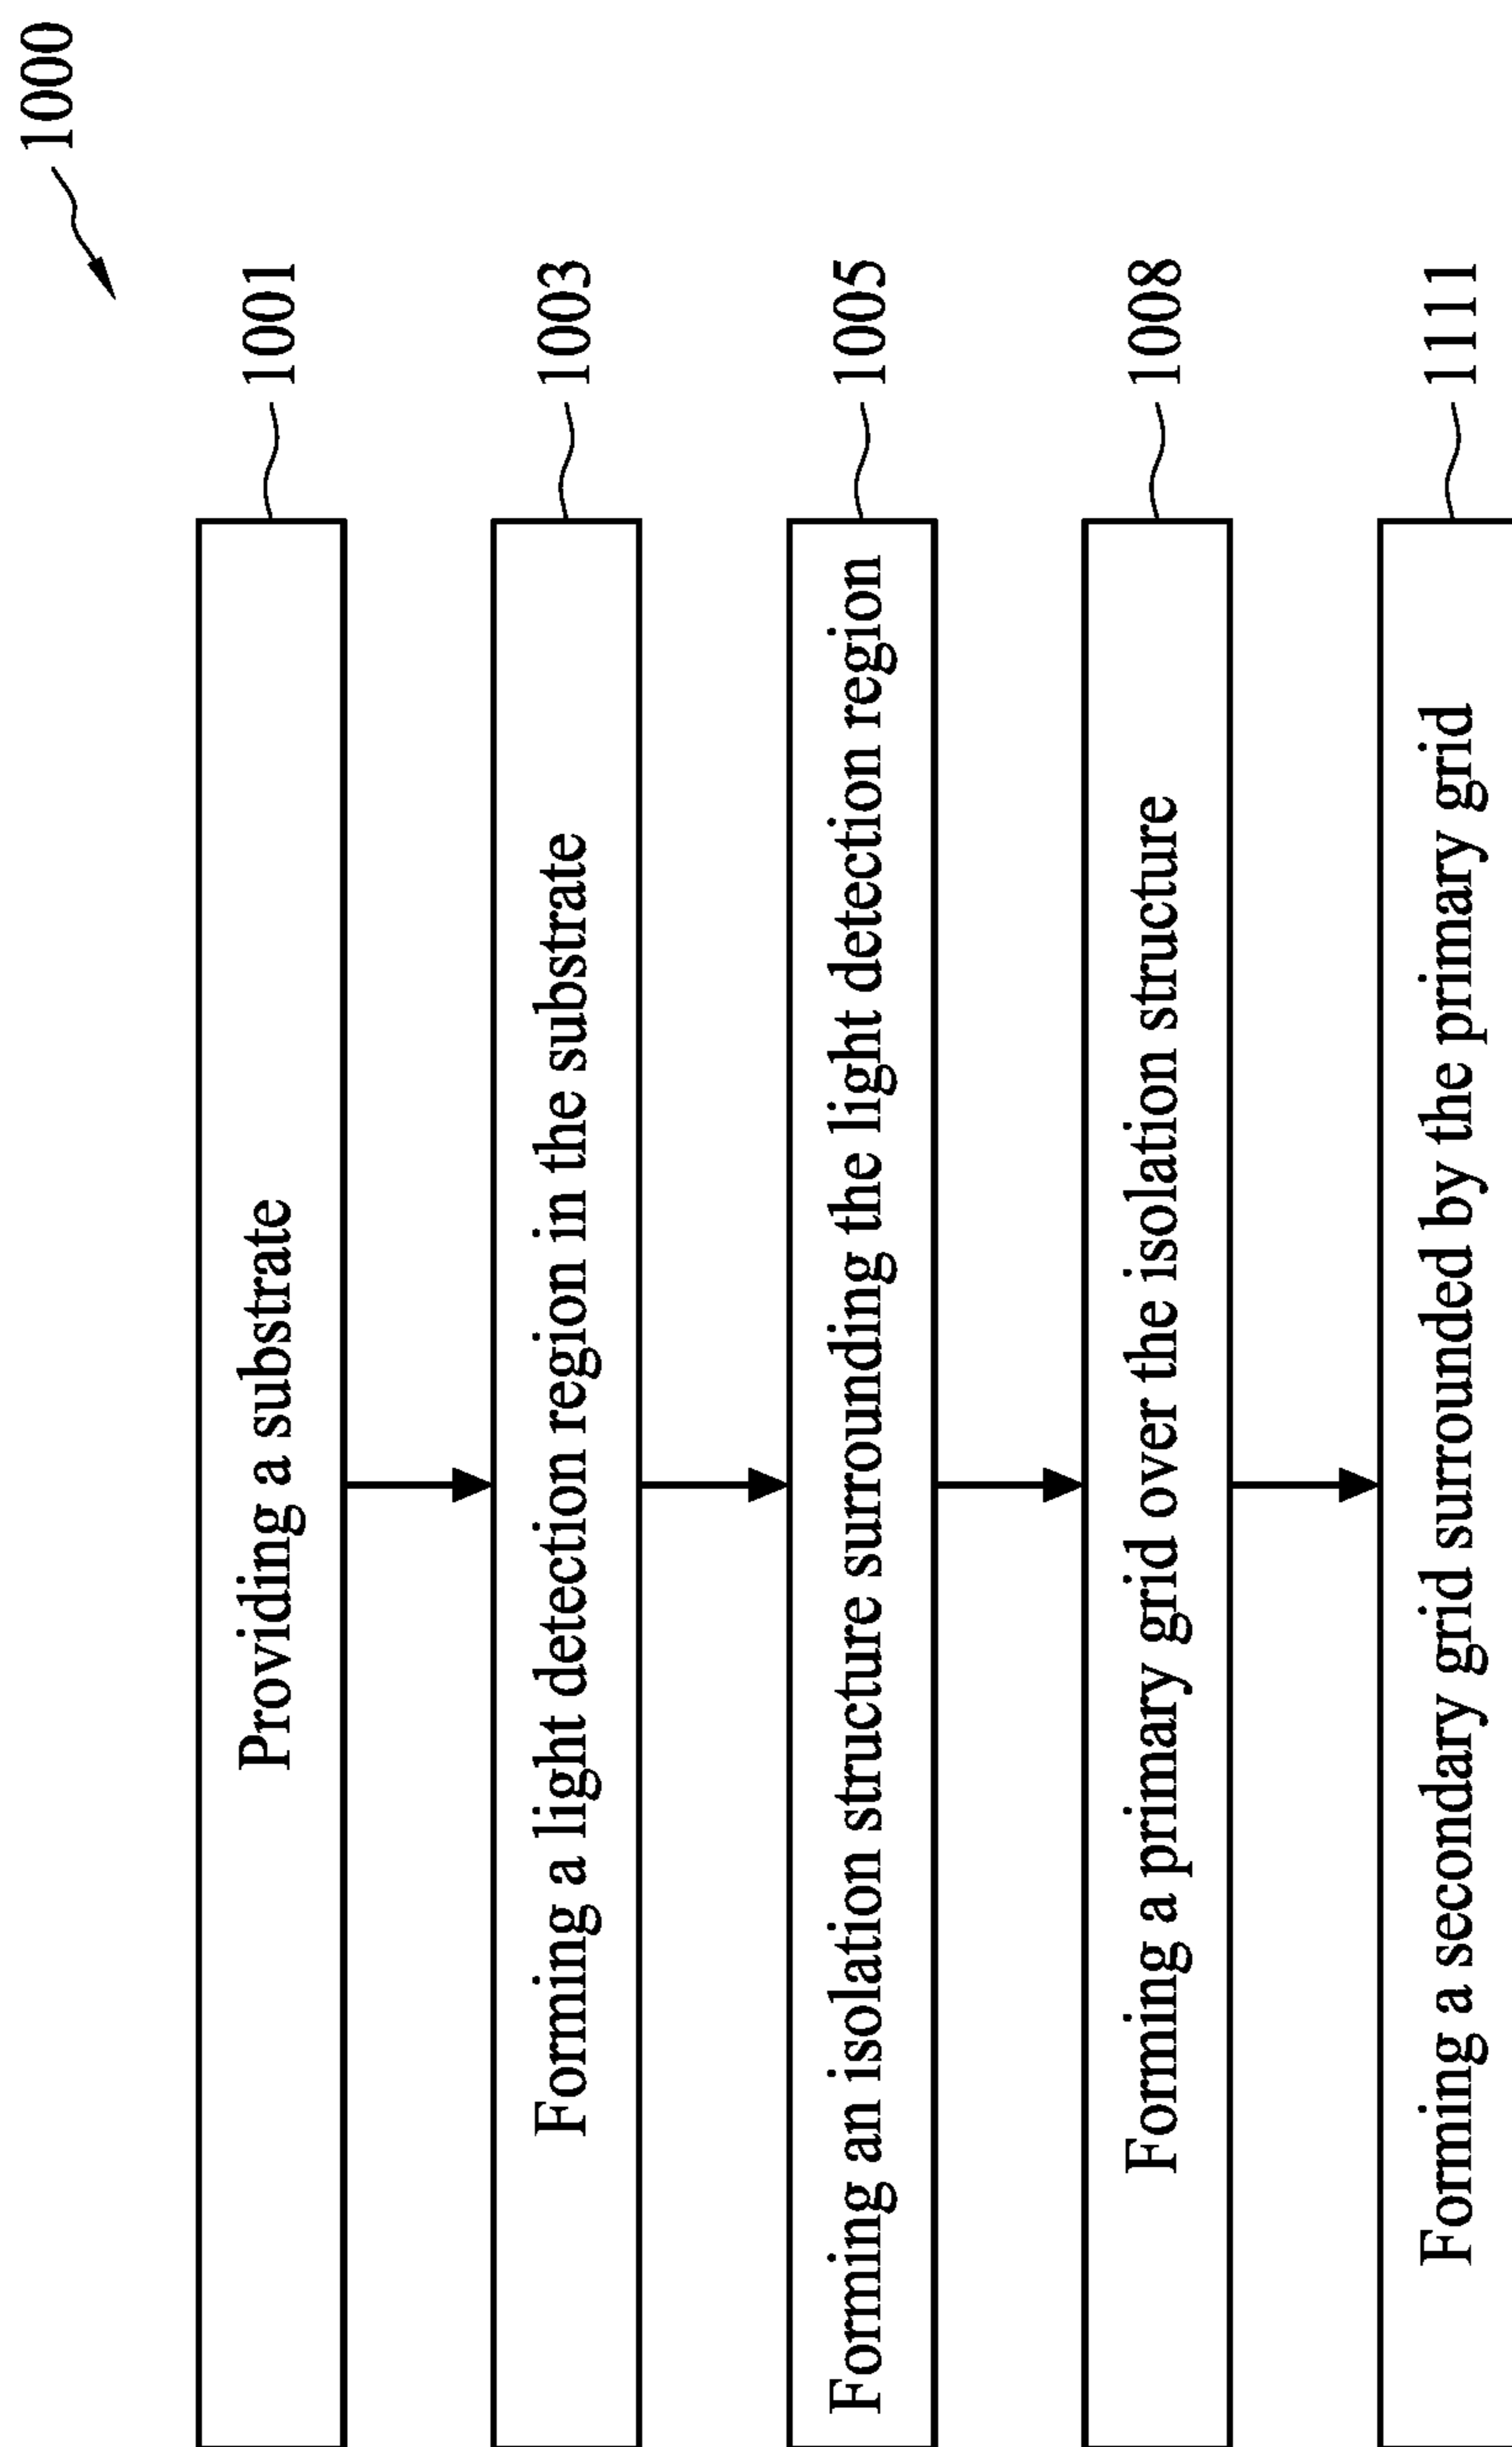 1000
Providing a substrate
1001
Forming a light detection region in the substrate
1003
Forming an isolation structure surrounding the light detection region
1005
Forming a primary grid over the isolation structure
1008
Forming a secondary grid surrounded by the primary grid
1111